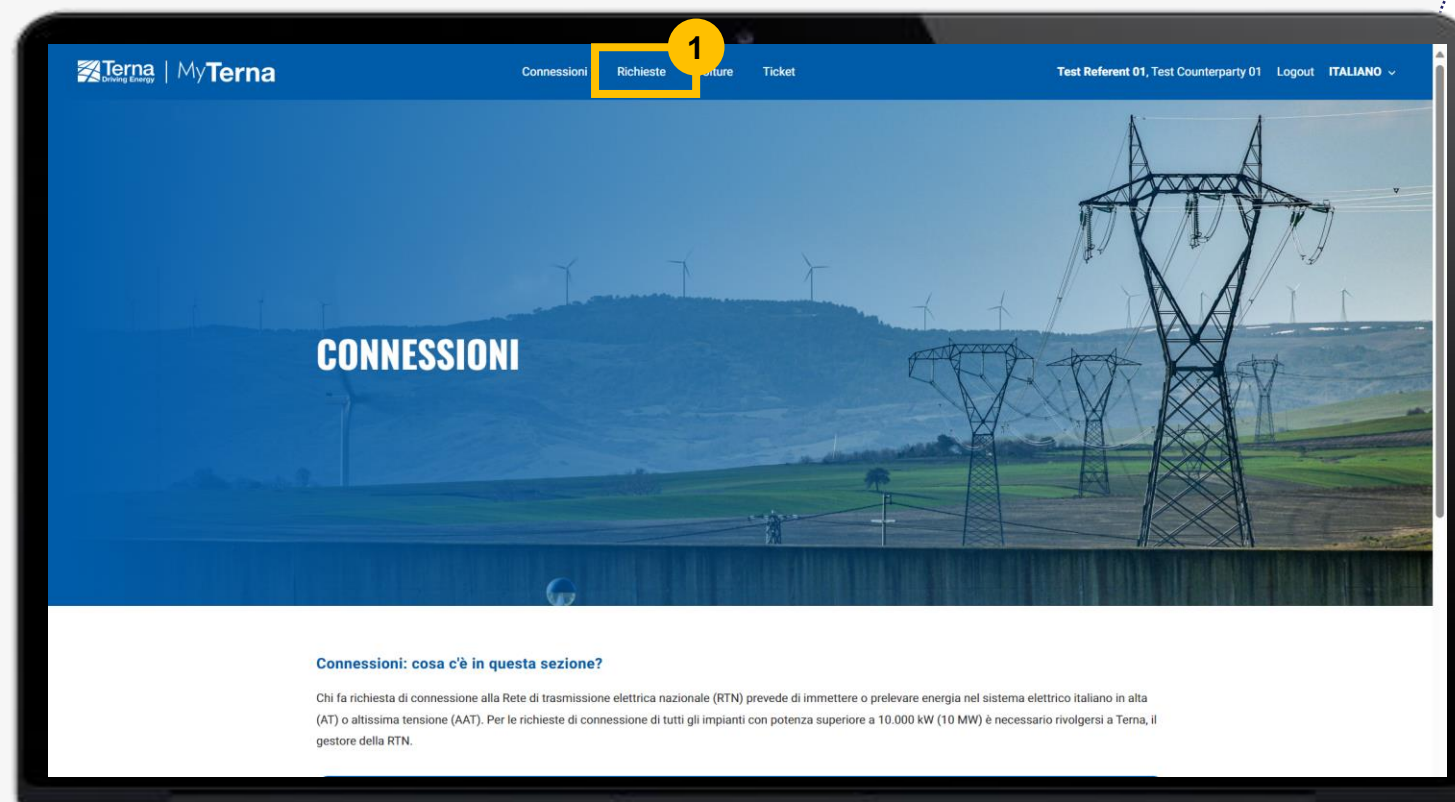 1
Terna
Driving Energy
MyTerna
Connessioni Richieste Ticket
Test Referent 01, Test Counterparty 01 Logout ITALIANO
CONNESSIONI
Connessioni: cosa c'è in questa sezione?
Chi fa richiesta di connessione alla Rete di trasmissione elettrica nazionale (RTN) prevede di immettere o prelevare energia nel sistema elettrico italiano in alta
(AT) o altissima tensione (AAT). Per le richieste di connessione di tutti gli impianti con potenza superiore a 10.000 kW (10 MW) è necessario rivolgersi a Terna, il
gestore della RTN.